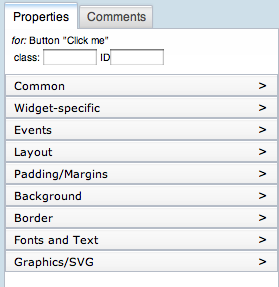 Properties Comments
for: Button "Click me"
class: ID
Common >
Widget-specific >
Events >
Layout >
Padding/Margins >
Background >
Border >
Fonts and Text >
Graphics/SVG >